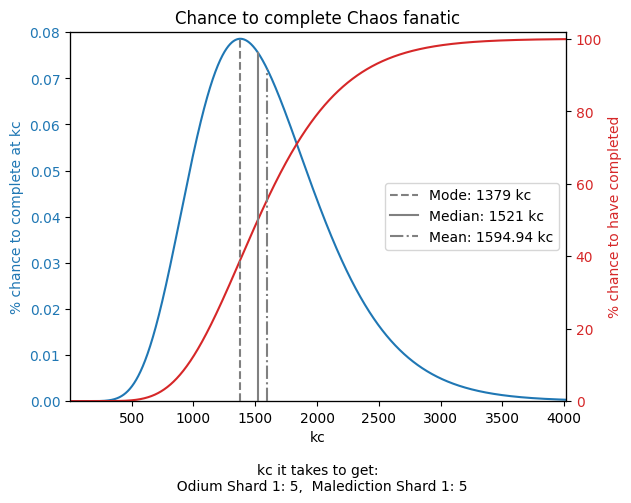 Chance to complete Chaos fanatic
% chance to complete at kc
0.08
0.07
0.06
0.05
0.04
0.03
0.02
0.01
0.00
100
80
60
40
20
0
% chance to have completed
Mode: 1379 kc
Median: 1521 kc
Mean: 1594.94 kc
500 1000 1500 2000 2500 3000 3500 4000
kc
kc it takes to get:
Odium Shard 1: 5,  Malediction Shard 1: 5